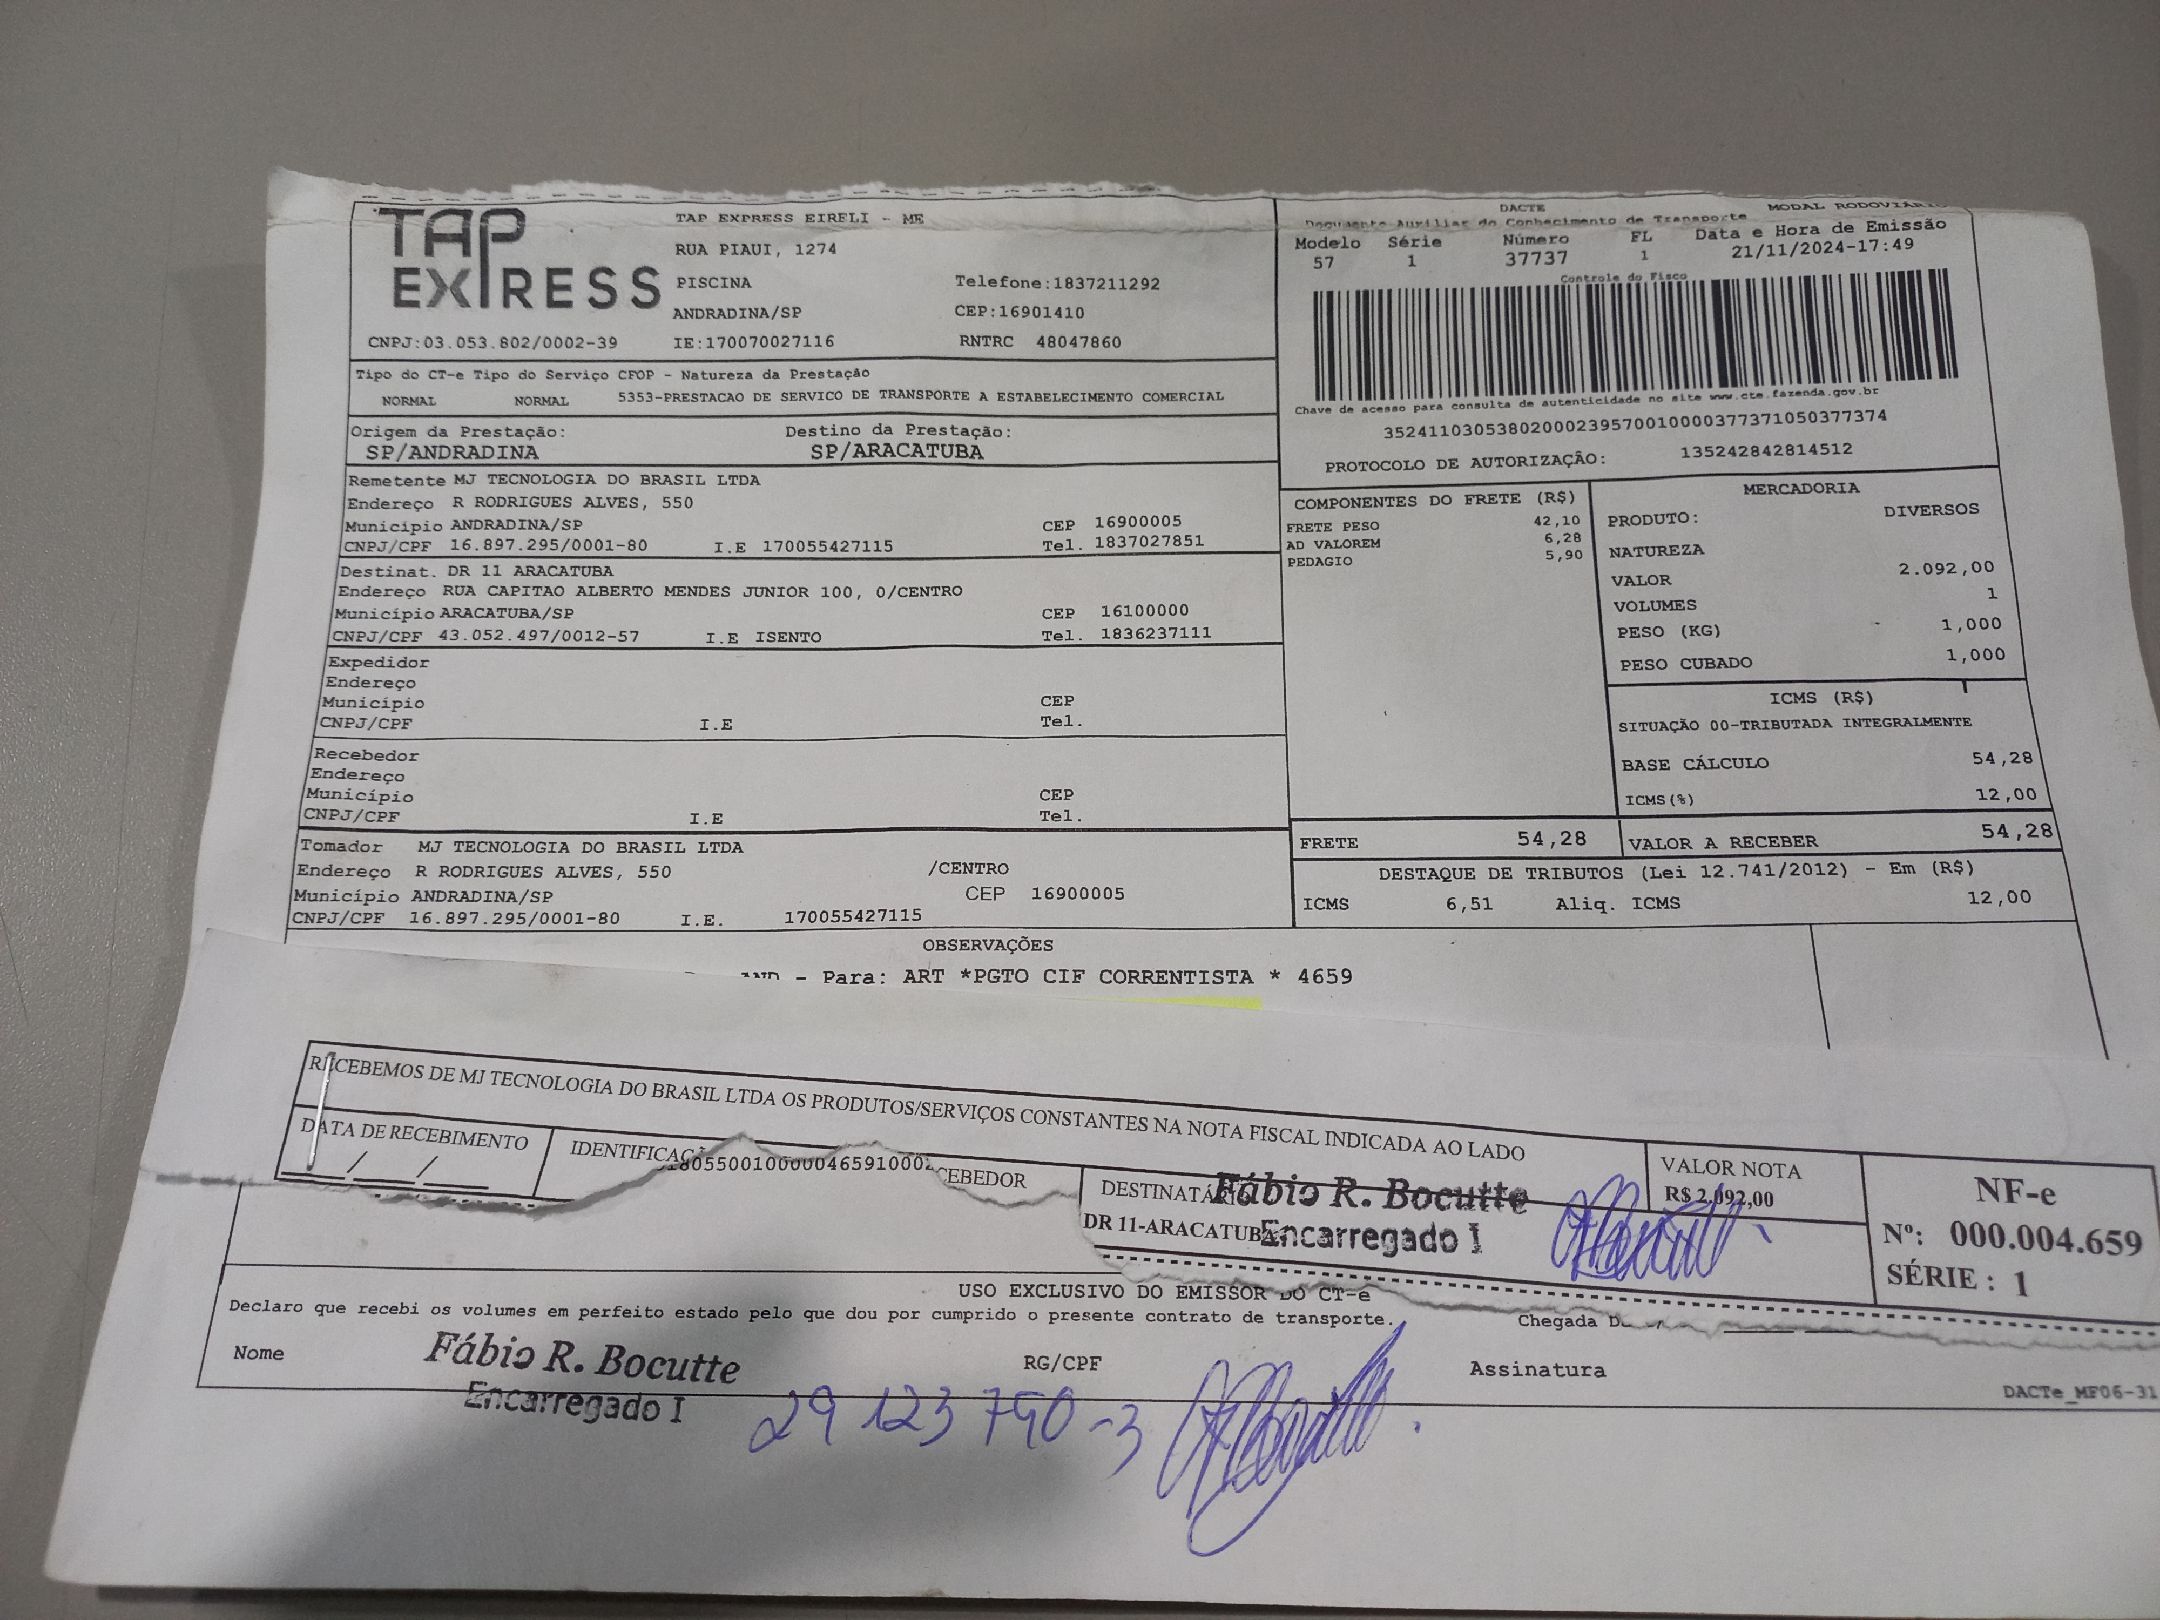 TAP EXPRESS
TAP EXPRESS EIRELI - ME
RUA PIAUI, 1274
PISCINA Telefone:1837211292
ANDRADINA/SP CEP:16901410
CNPJ:03.053.802/0002-39 IE:170070027116 RNTRC 48047860
DACTE MODAL RODOVIÁRIO
Documento Auxiliar do Conhecimento de Transporte
Modelo Série Número FL Data e Hora de Emissão
57 1 37737 1 21/11/2024-17:49
Controle do Fisco
Chave de acesso para consulta de autenticidade no site www.cte.fazenda.gov.br
35241103053802000239570010000377371050377374
PROTOCOLO DE AUTORIZAÇÃO: 135242842814512
Tipo do CT-e Tipo do Serviço CFOP - Natureza da Prestação
NORMAL NORMAL 5353-PRESTACAO DE SERVICO DE TRANSPORTE A ESTABELECIMENTO COMERCIAL
Origem da Prestação: Destino da Prestação:
SP/ANDRADINA SP/ARACATUBA
Remetente MJ TECNOLOGIA DO BRASIL LTDA
Endereço R RODRIGUES ALVES, 550
Município ANDRADINA/SP CEP 16900005
CNPJ/CPF 16.897.295/0001-80 I.E 170055427115 Tel. 1837027851
Destinat. DR 11 ARACATUBA
Endereço RUA CAPITAO ALBERTO MENDES JUNIOR 100, 0/CENTRO
Município ARACATUBA/SP CEP 16100000
CNPJ/CPF 43.052.497/0012-57 I.E ISENTO Tel. 1836237111
Expedidor
Endereço
Município CEP
CNPJ/CPF I.E Tel.
Recebedor
Endereço
Município CEP
CNPJ/CPF I.E Tel.
Tomador MJ TECNOLOGIA DO BRASIL LTDA
Endereço R RODRIGUES ALVES, 550 /CENTRO
Município ANDRADINA/SP CEP 16900005
CNPJ/CPF 16.897.295/0001-80 I.E. 170055427115
COMPONENTES DO FRETE (R$)
FRETE PESO 42,10
AD VALOREM 6,28
PEDAGIO 5,90
MERCADORIA
PRODUTO: DIVERSOS
NATUREZA
VALOR 2.092,00
VOLUMES 1
PESO (KG) 1,000
PESO CUBADO 1,000
ICMS (R$)
SITUAÇÃO 00-TRIBUTADA INTEGRALMENTE
BASE CÁLCULO 54,28
ICMS(%) 12,00
FRETE 54,28 VALOR A RECEBER 54,28
DESTAQUE DE TRIBUTOS (Lei 12.741/2012) - Em (R$)
ICMS 6,51 Aliq. ICMS 12,00
OBSERVAÇÕES
- Para: ART *PGTO CIF CORRENTISTA * 4659
RECEBEMOS DE MJ TECNOLOGIA DO BRASIL LTDA OS PRODUTOS/SERVIÇOS CONSTANTES NA NOTA FISCAL INDICADA AO LADO
DATA DE RECEBIMENTO
__/__/__
DESTINATÁRIO
DR 11-ARACATUBA
Fábio R. Bocutte
Encarregado I
VALOR NOTA
R$ 2.092,00
NF-e
Nº: 000.004.659
SÉRIE : 1
USO EXCLUSIVO DO EMISSOR DO CT-e
Declaro que recebi os volumes em perfeito estado pelo que dou por cumprido o presente contrato de transporte. Chegada
Nome Fábio R. Bocutte RG/CPF Assinatura
Encarregado I 29 123 790-3
DACTe_MF06-31